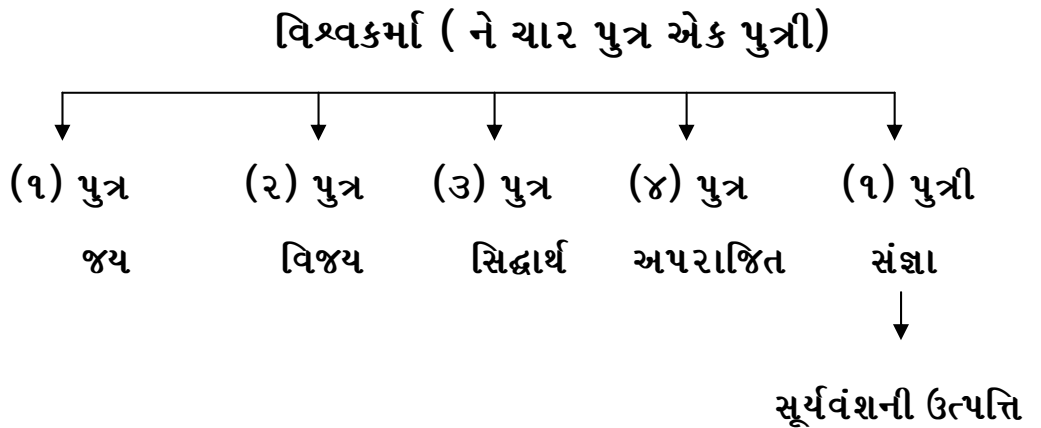 વિશ્વકર્મા ( ને ચાર પુત્ર એક પુત્રી)
(૧) પુત્ર (૨) પુત્ર (૩) પુત્ર (૪) પુત્ર (૧) પુત્રી
જય વિજય સિદ્ઘાર્થ અપરાજિત સંજ્ઞા
સૂર્યવંશની ઉત્પત્તિ